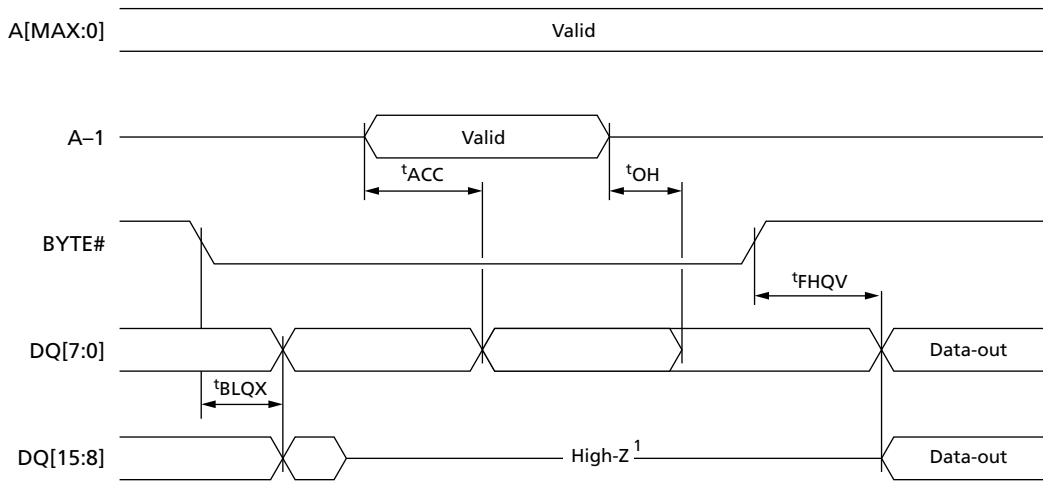 A[MAX:0] Valid
A–1 Valid
tACC tOH
BYTE#
tFHQV
DQ[7:0] Data-out
tBLQX
DQ[15:8] High-Z 1 Data-out